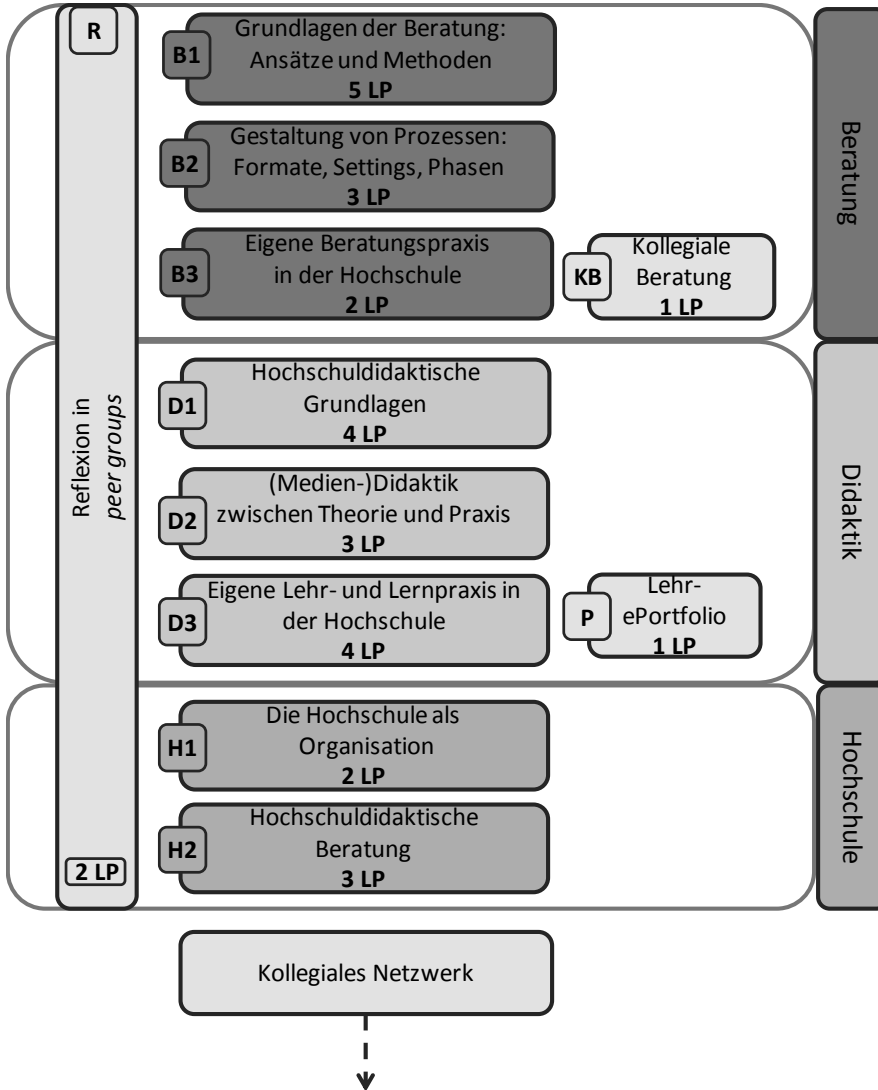 R
Reflexion in
peer groups
2 LP
B1
Grundlagen der Beratung:
Ansätze und Methoden
5 LP
B2
Gestaltung von Prozessen:
Formate, Settings, Phasen
3 LP
B3
Eigene Beratungspraxis
in der Hochschule
2 LP
KB
Kollegiale
Beratung
1 LP
Beratung
D1
Hochschuldidaktische
Grundlagen
4 LP
D2
(Medien-)Didaktik
zwischen Theorie und Praxis
3 LP
D3
Eigene Lehr- und Lernpraxis in
der Hochschule
4 LP
P
Lehr-
ePortfolio
1 LP
Didaktik
H1
Die Hochschule als
Organisation
2 LP
H2
Hochschuldidaktische
Beratung
3 LP
Hochschule
Kollegiales Netzwerk